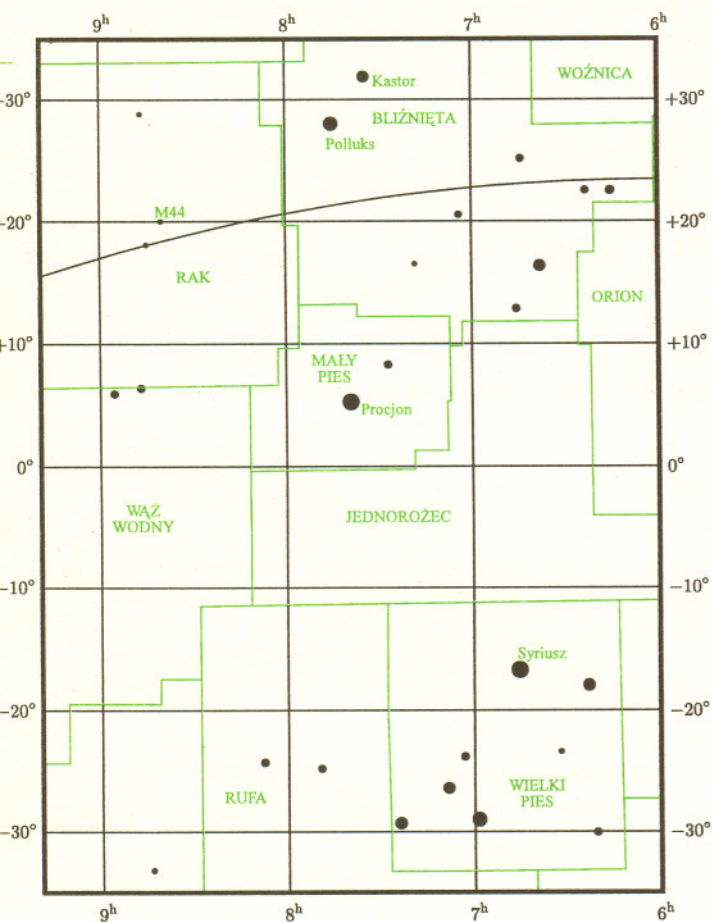 9h 8h 7h 6h
WOŹNICA
Kastor
-30° +30°
BLIŹNIĘTA
Polluks
M44
-20° +20°
RAK
ORION
+10° +10°
MAŁY
PIES
Procjon
0° 0°
WĄŻ
WODNY
JEDNOROŻEC
-10° -10°
Syriusz
-20° -20°
RUFA
WIELKI
PIES
-30° -30°
9h 8h 7h 6h